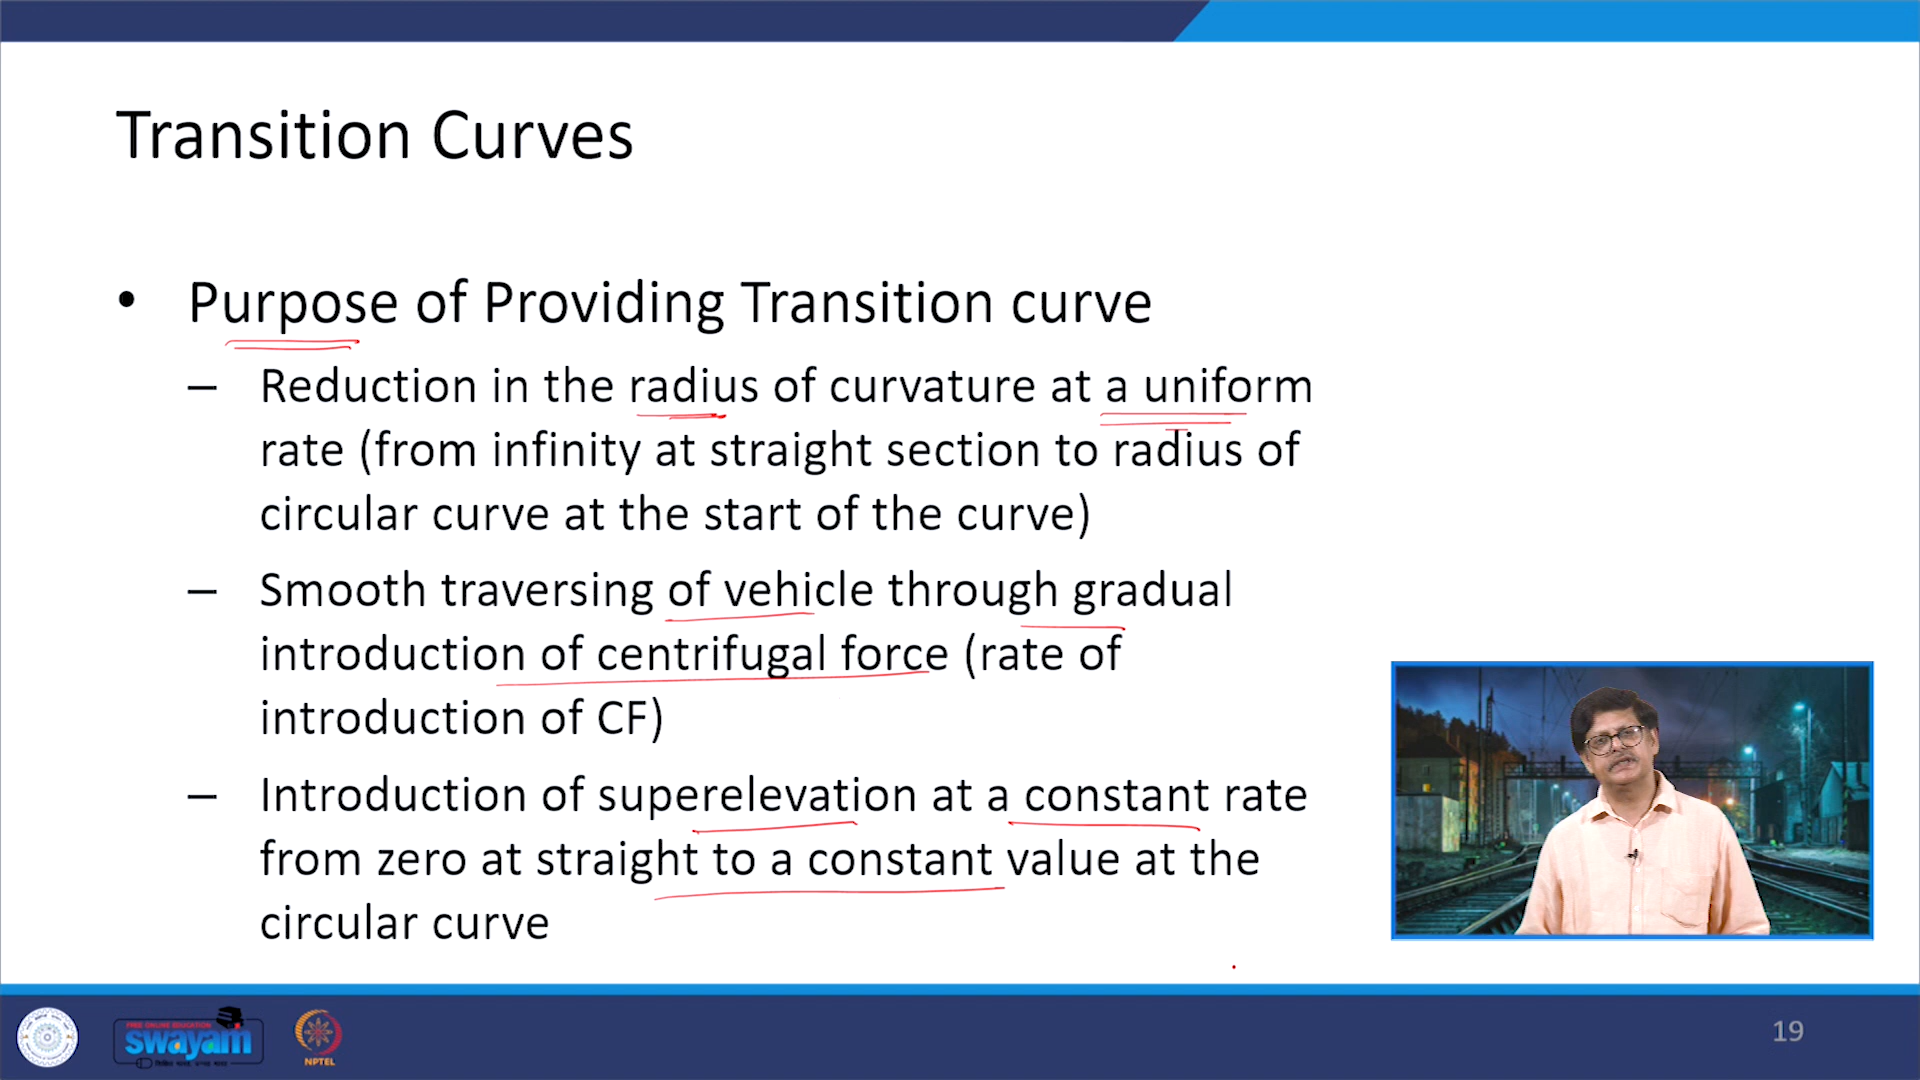 Transition Curves
• Purpose of Providing Transition curve
– Reduction in the radius of curvature at a uniform
rate (from infinity at straight section to radius of
circular curve at the start of the curve)
– Smooth traversing of vehicle through gradual
introduction of centrifugal force (rate of
introduction of CF)
– Introduction of superelevation at a constant rate
from zero at straight to a constant value at the
circular curve
FREE ONLINE EDUCATION
swayam
NPTEL
19